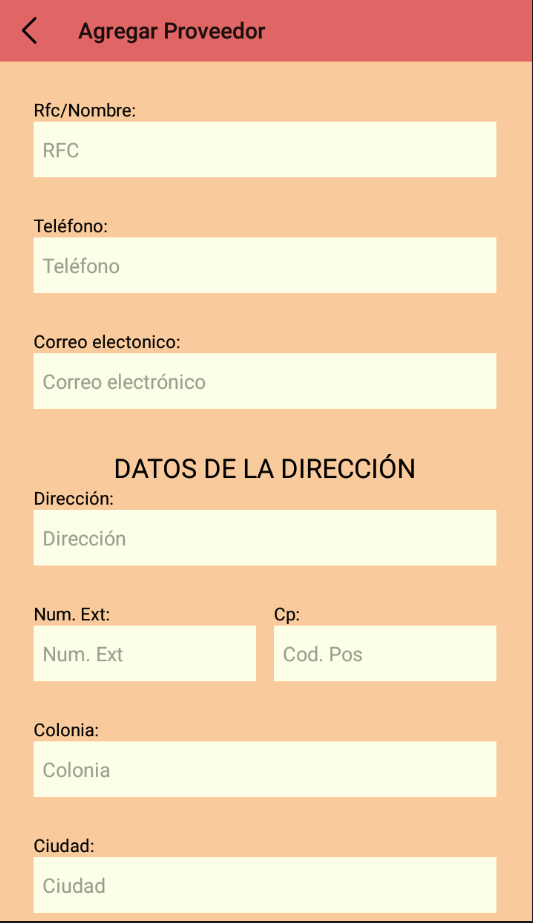 Agregar Proveedor
Rfc/Nombre:
RFC
Teléfono:
Teléfono
Correo electonico:
Correo electrónico
DATOS DE LA DIRECCIÓN
Dirección:
Dirección
Num. Ext: Cp:
Num. Ext Cod. Pos
Colonia:
Colonia
Ciudad:
Ciudad